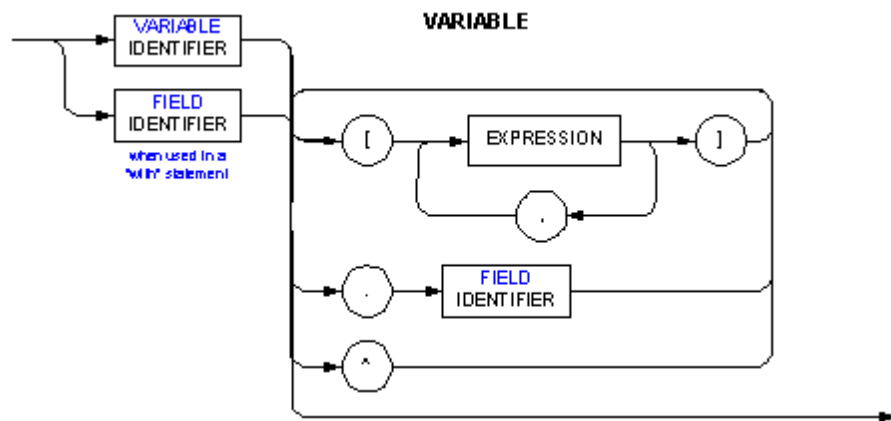 VARIABLE
VARIABLE
IDENTIFIER
FIELD
IDENTIFIER
when used in a
"with" statement
[
EXPRESSION
]
,
.
FIELD
IDENTIFIER
^